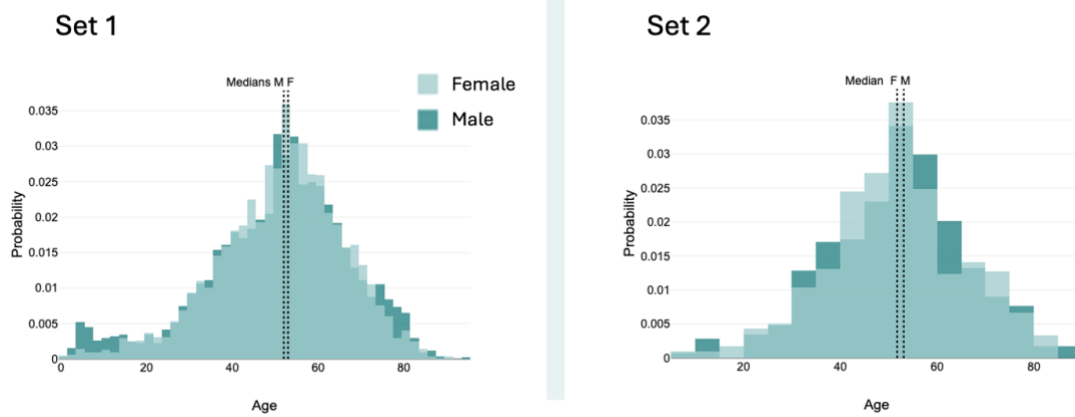 Set 1
Medians M F
Female
Male
0.035
0.03
0.025
0.02
0.015
0.01
0.005
0
Probability
0 20 40 60 80
Age
Set 2
Median F M
0.035
0.03
0.025
0.02
0.015
0.01
0.005
0
Probability
20 40 60 80
Age